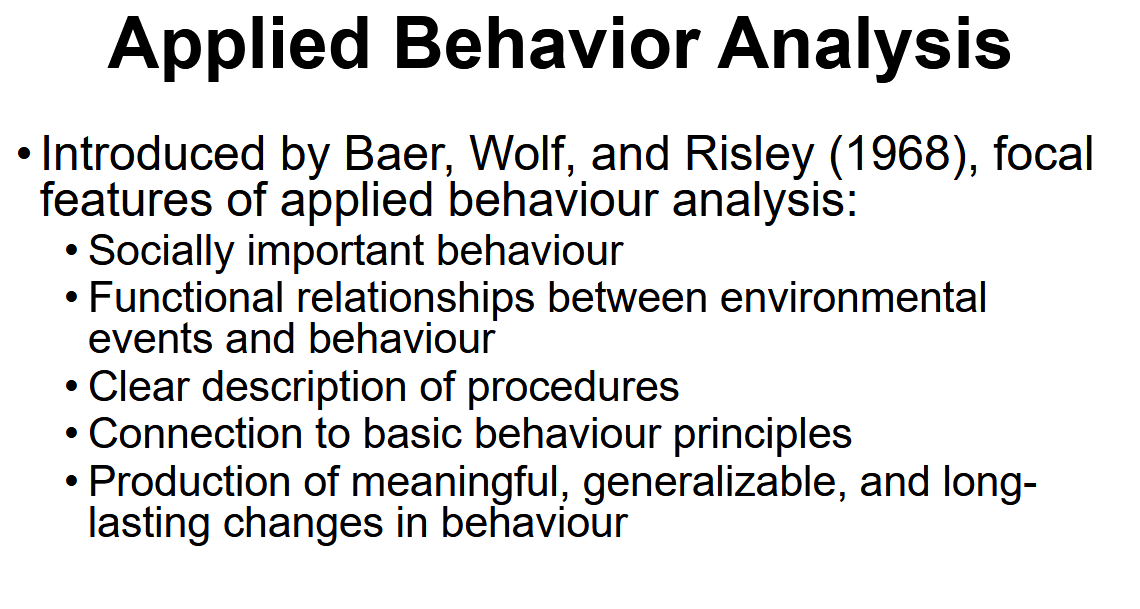 Applied Behavior Analysis
• Introduced by Baer, Wolf, and Risley (1968), focal
features of applied behaviour analysis:
• Socially important behaviour
• Functional relationships between environmental
events and behaviour
• Clear description of procedures
• Connection to basic behaviour principles
• Production of meaningful, generalizable, and long-
lasting changes in behaviour